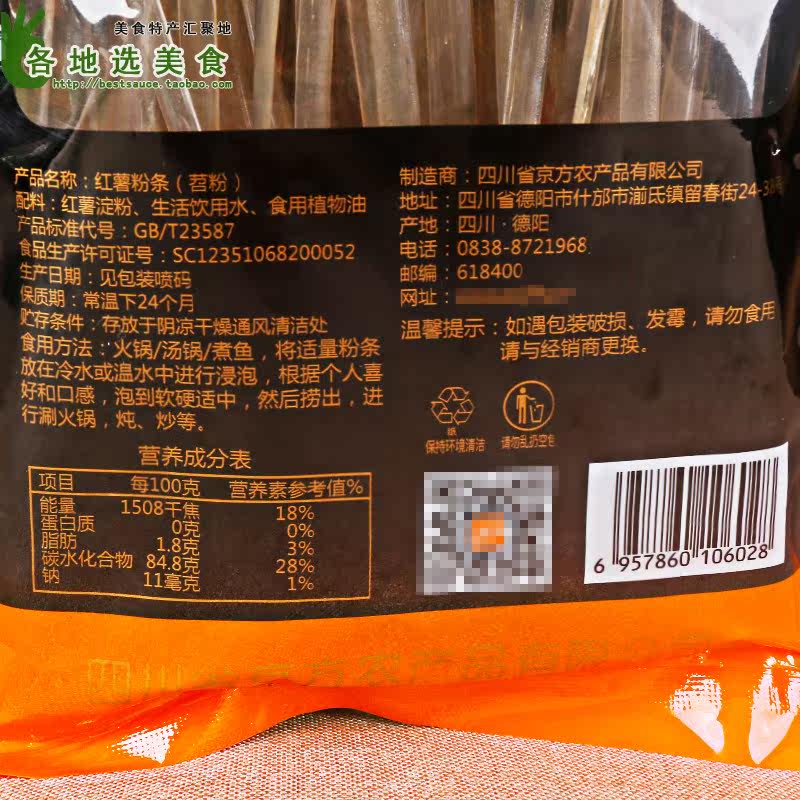 美食特产汇聚地
各地选美食
http://bestsauce.taobao.com
产品名称：红薯粉条（苕粉）
配料：红薯淀粉、生活饮用水、食用植物油
产品标准代号：GB/T23587
食品生产许可证号：SC12351068200052
生产日期：见包装喷码
保质期：常温下24个月
贮存条件：存放于阴凉干燥通风清洁处
食用方法：火锅/汤锅/煮鱼，将适量粉条
放在冷水或温水中进行浸泡，根据个人喜
好和口感，泡到软硬适中，然后捞出，进
行涮火锅，炖、炒等。
制造商：四川省京方农产品有限公司
地址：四川省德阳市什邡市湔氐镇留春街24-38号
产地：四川·德阳
电话：0838-8721968
邮编：618400
网址：
温馨提示：如遇包装破损、发霉，请勿食用
请与经销商更换。
纸
保持环境清洁
请勿乱扔空包
营养成分表
项目 每100克 营养素参考值%
能量 1508千焦 18%
蛋白质 0克 0%
脂肪 1.8克 3%
碳水化合物 84.8克 28%
钠 11毫克 1%
6 957860 106028
四川省京方农产品有限公司